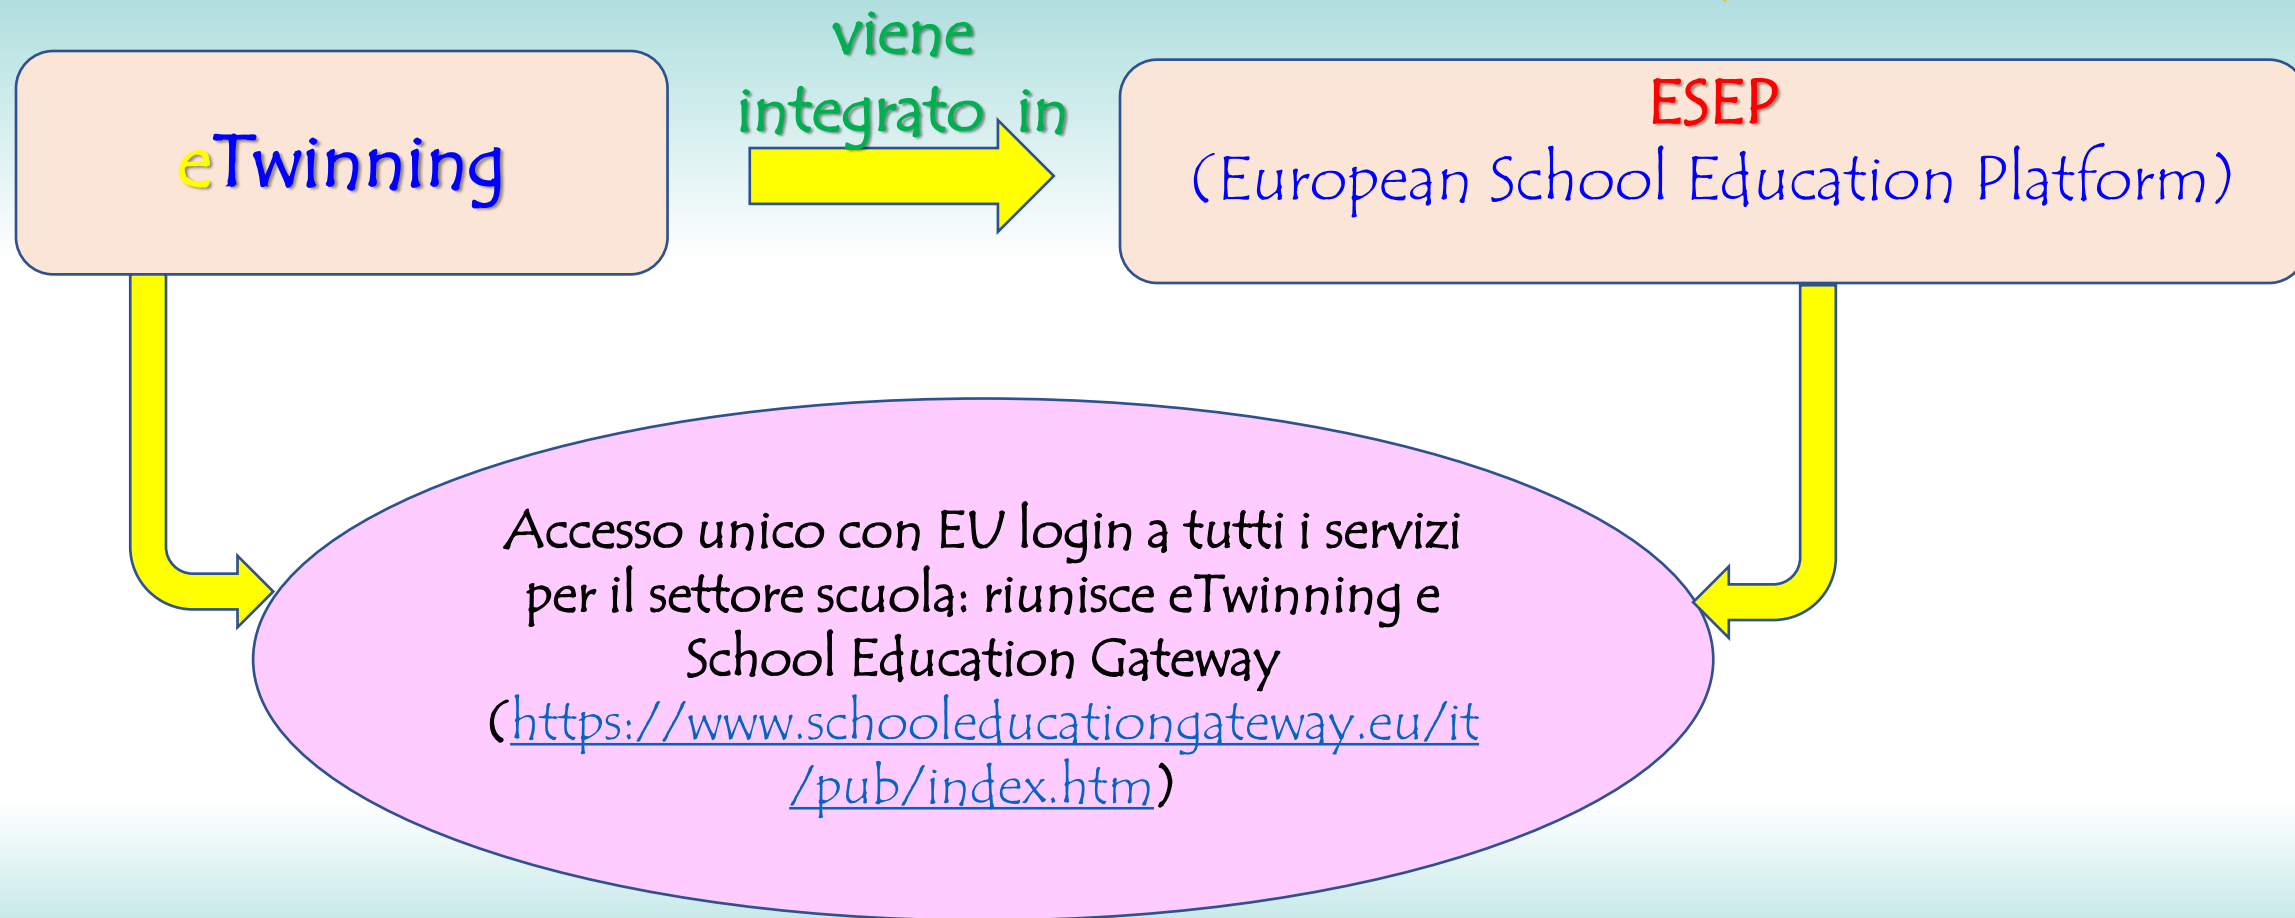 viene
integrato in
eTwinning
ESEP
(European School Education Platform)
Accesso unico con EU login a tutti i servizi
per il settore scuola: riunisce eTwinning e
School Education Gateway
(https://www.schooleducationgateway.eu/it
/pub/index.htm)